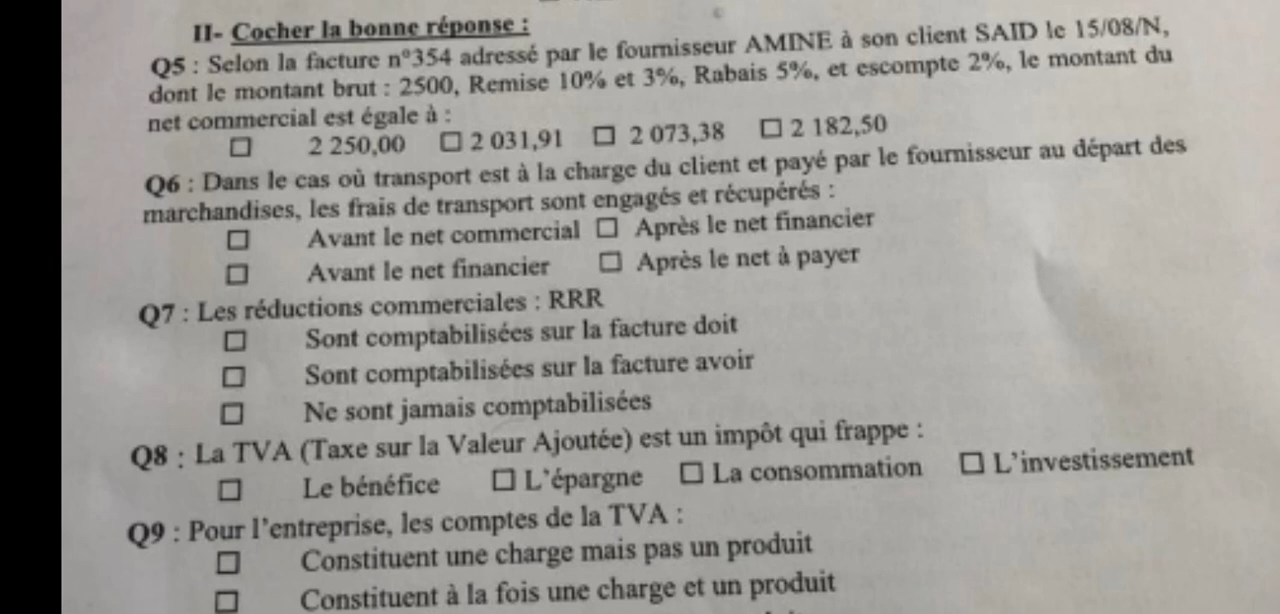 II- Cocher la bonne réponse :
Q5 : Selon la facture n°354 adressé par le fournisseur AMINE à son client SAID le 15/08/N,
dont le montant brut : 2500, Remise 10% et 3%, Rabais 5%, et escompte 2%, le montant du
net commercial est égale à :
☐ 2 250,00 ☐ 2 031,91 ☐ 2 073,38 ☐ 2 182,50
Q6 : Dans le cas où transport est à la charge du client et payé par le fournisseur au départ des
marchandises, les frais de transport sont engagés et récupérés :
☐ Avant le net commercial ☐ Après le net financier
☐ Avant le net financier ☐ Après le net à payer
Q7 : Les réductions commerciales : RRR
☐ Sont comptabilisées sur la facture doit
☐ Sont comptabilisées sur la facture avoir
☐ Ne sont jamais comptabilisées
Q8 : La TVA (Taxe sur la Valeur Ajoutée) est un impôt qui frappe :
☐ Le bénéfice ☐ L'épargne ☐ La consommation ☐ L'investissement
Q9 : Pour l'entreprise, les comptes de la TVA :
☐ Constituent une charge mais pas un produit
☐ Constituent à la fois une charge et un produit